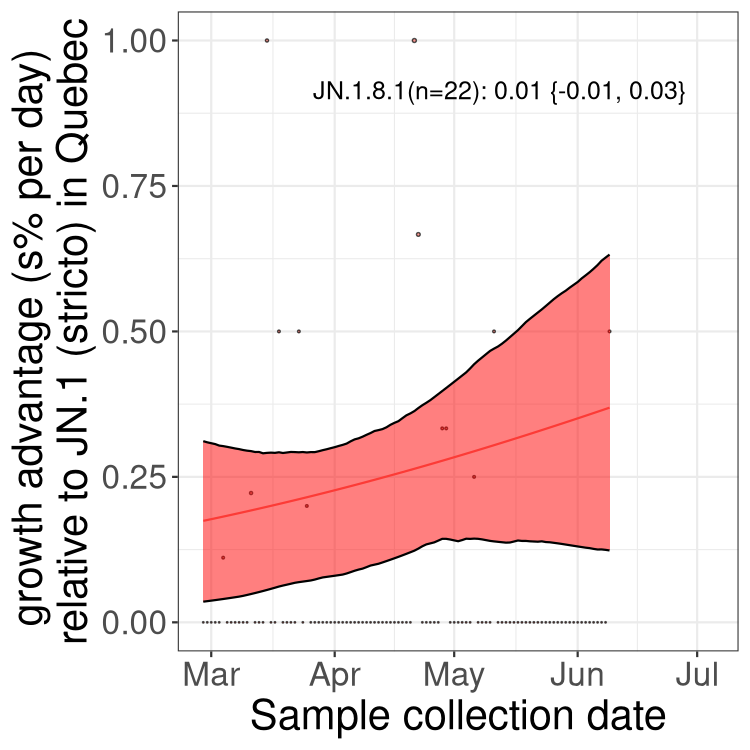 growth advantage (s% per day)
relative to JN.1 (stricto) in Quebec
1.00
0.75
0.50
0.25
0.00
JN.1.8.1(n=22): 0.01 {-0.01, 0.03}
Mar Apr May Jun Jul
Sample collection date